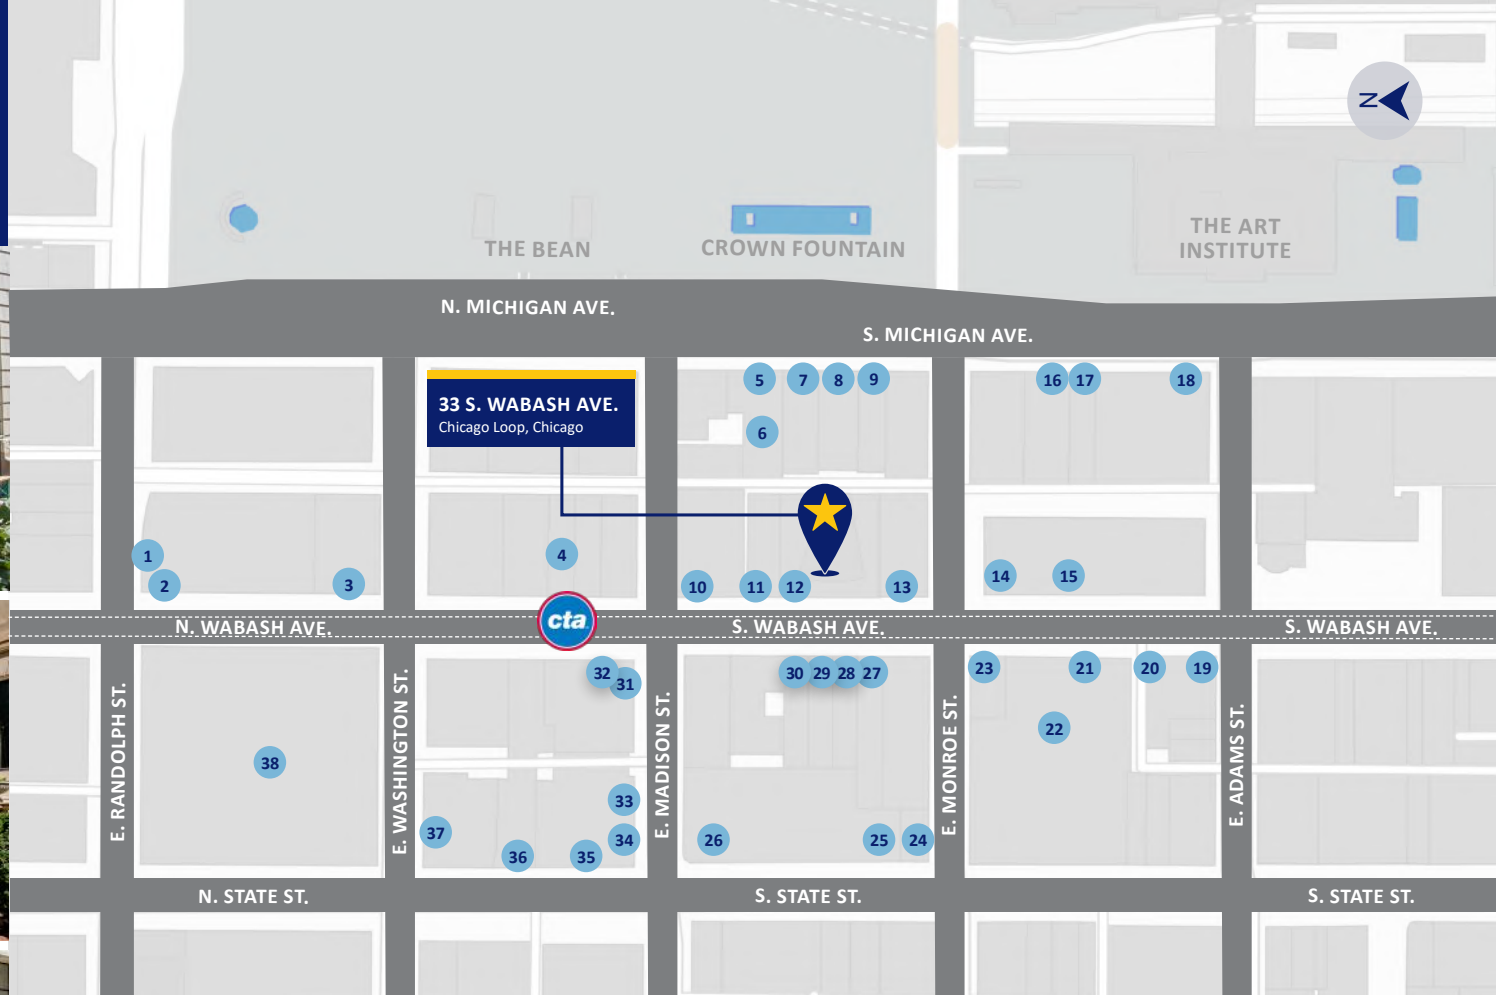 N
THE BEAN
CROWN FOUNTAIN
THE ART
INSTITUTE
N. MICHIGAN AVE.
S. MICHIGAN AVE.
33 S. WABASH AVE.
Chicago Loop, Chicago
5
7
8
9
16
17
18
6
1
2
3
4
10
11
12
13
14
15
cta
N. WABASH AVE.
S. WABASH AVE.
S. WABASH AVE.
E. RANDOLPH ST.
E. WASHINGTON ST.
E. MADISON ST.
E. MONROE ST.
E. ADAMS ST.
32
31
30
29
28
27
23
21
20
19
22
38
33
37
36
35
34
26
25
24
N. STATE ST.
S. STATE ST.
S. STATE ST.